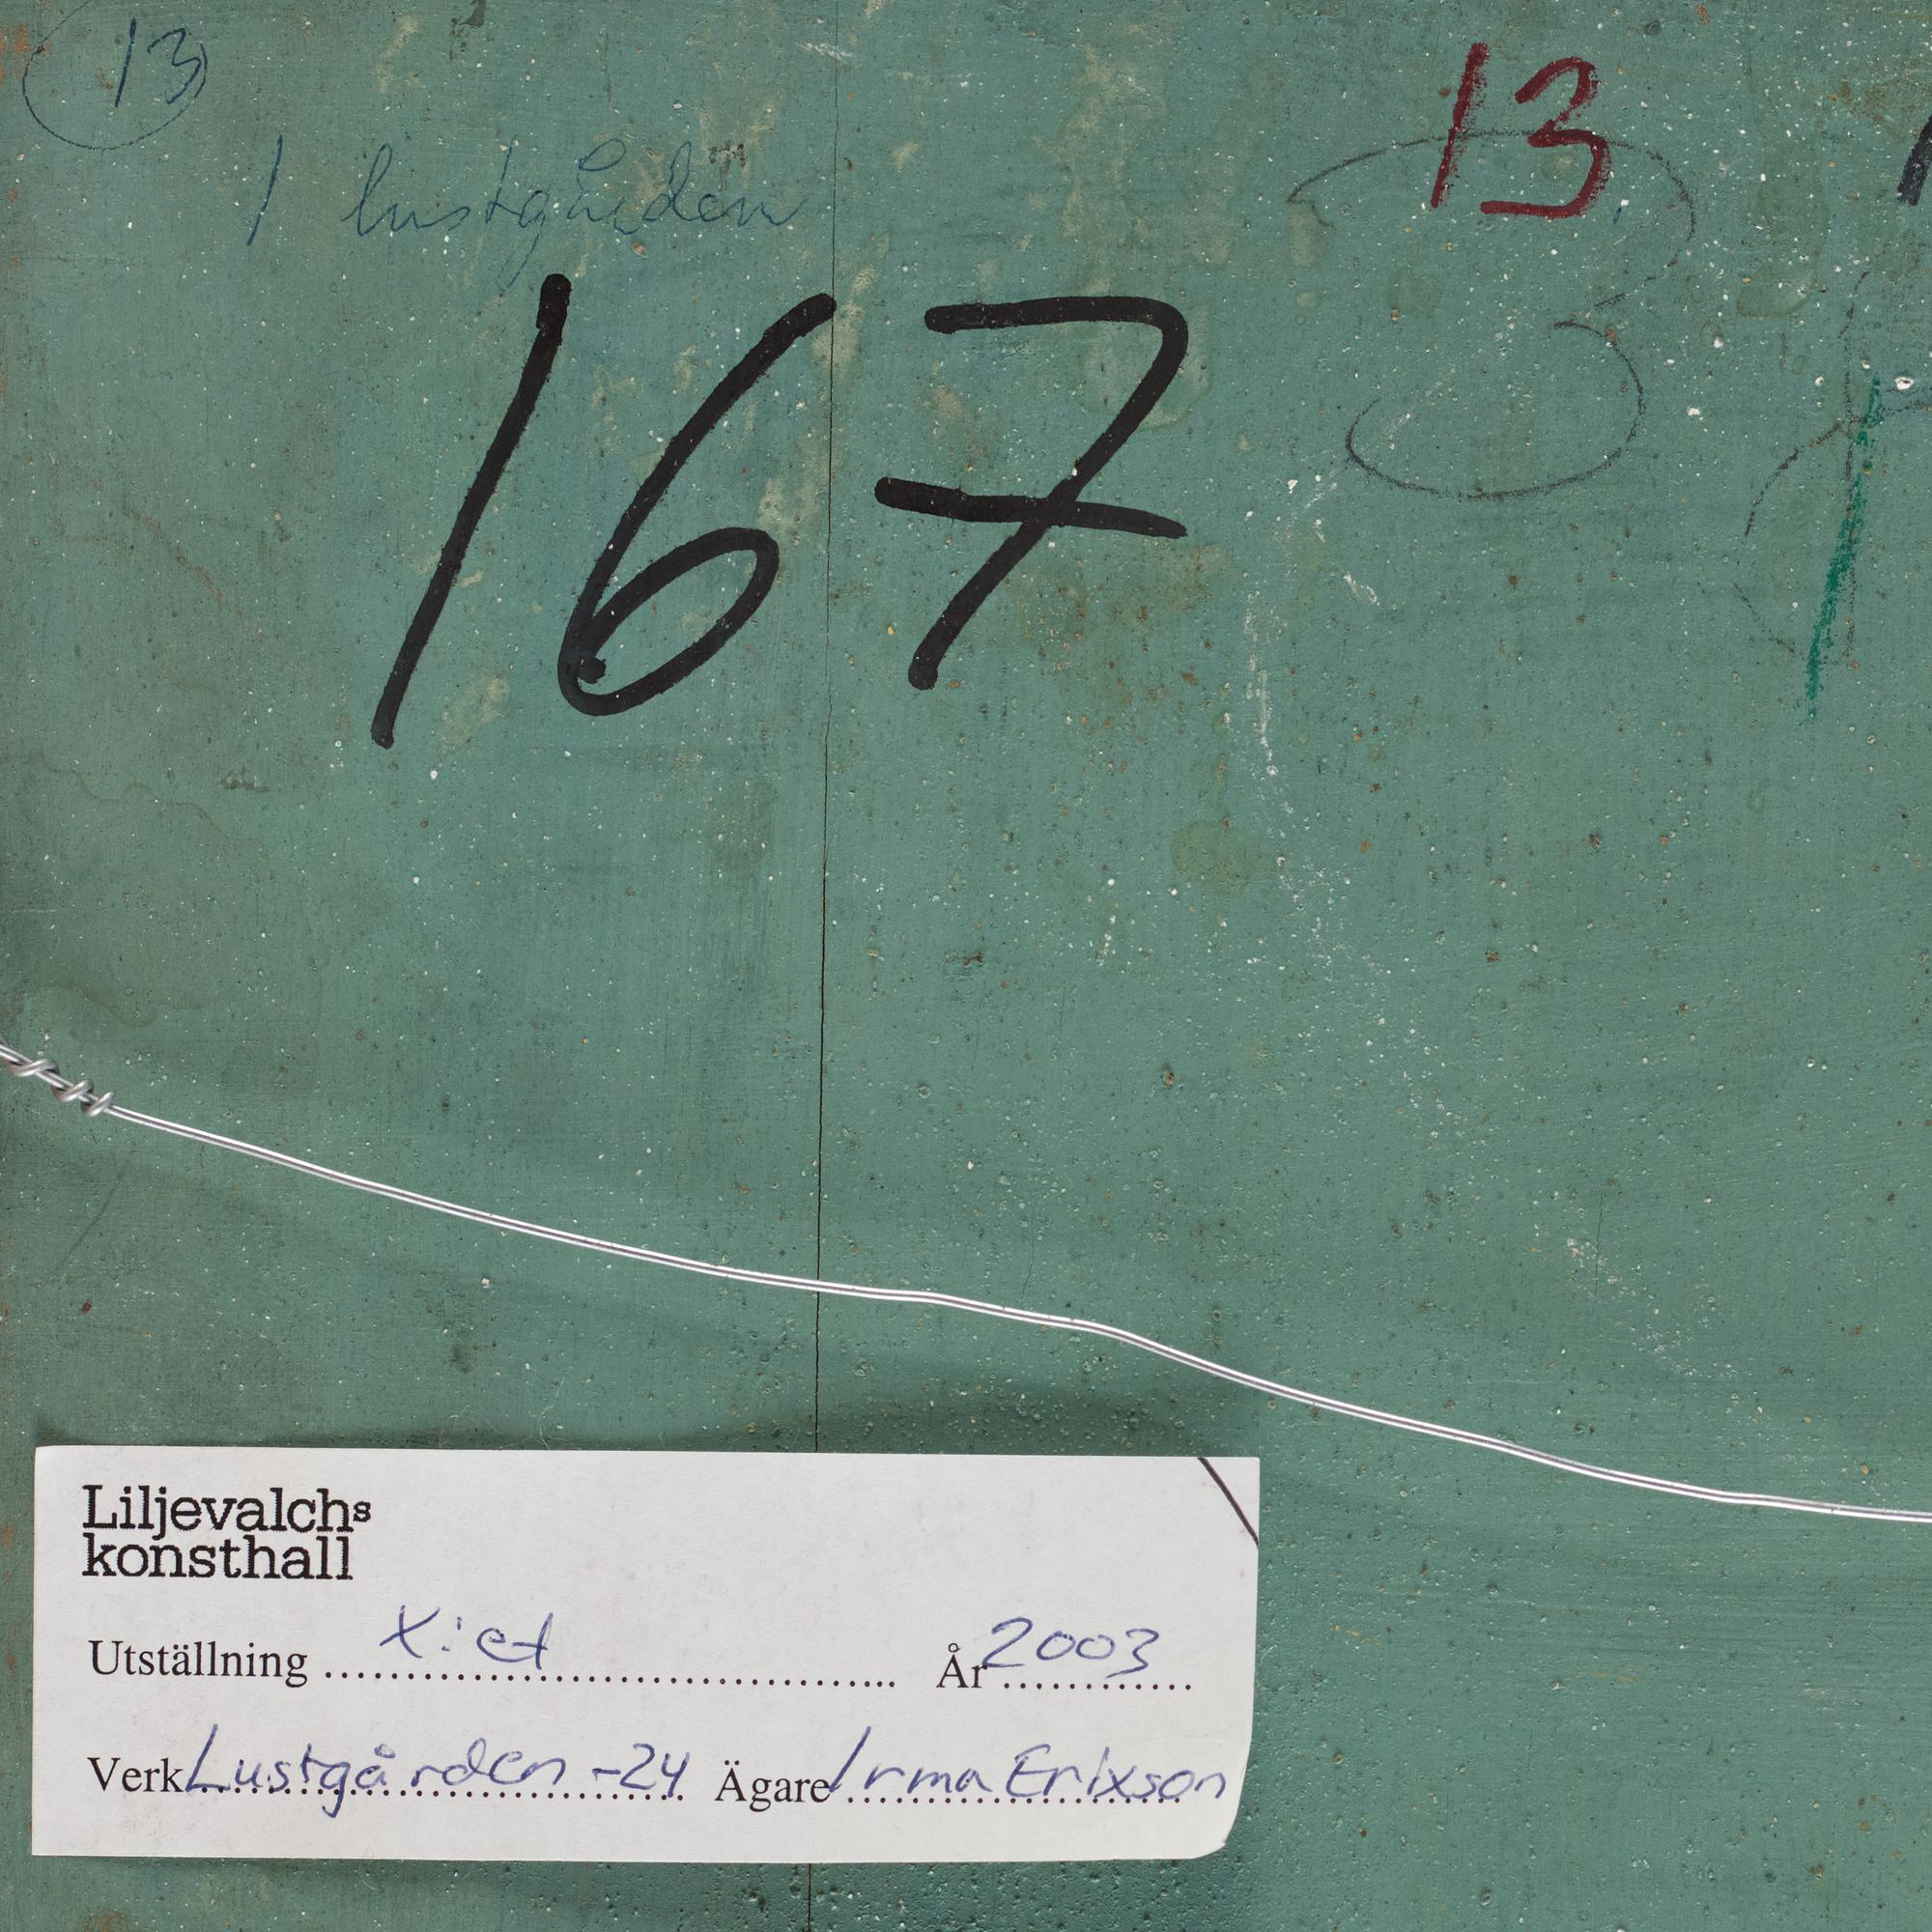 13
13
I lustgården
167
Liljevalchs
konsthall
Utställning X:et År 2003
Verk Lustgården -24 Ägare Irma Erixson